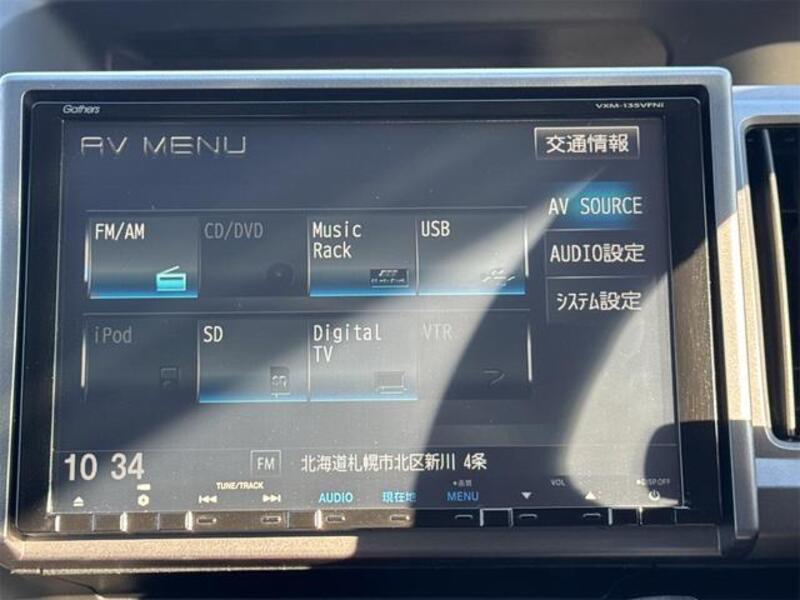 Gathers VXM-135VFNi
AV MENU 交通情報
AV SOURCE
FM/AM CD/DVD Music Rack USB
AUDIO設定
システム設定
iPod SD Digital TV VTR
10 34 FM 北海道札幌市北区新川 4条
TUNE/TRACK VOL
AUDIO 現在地 MENU